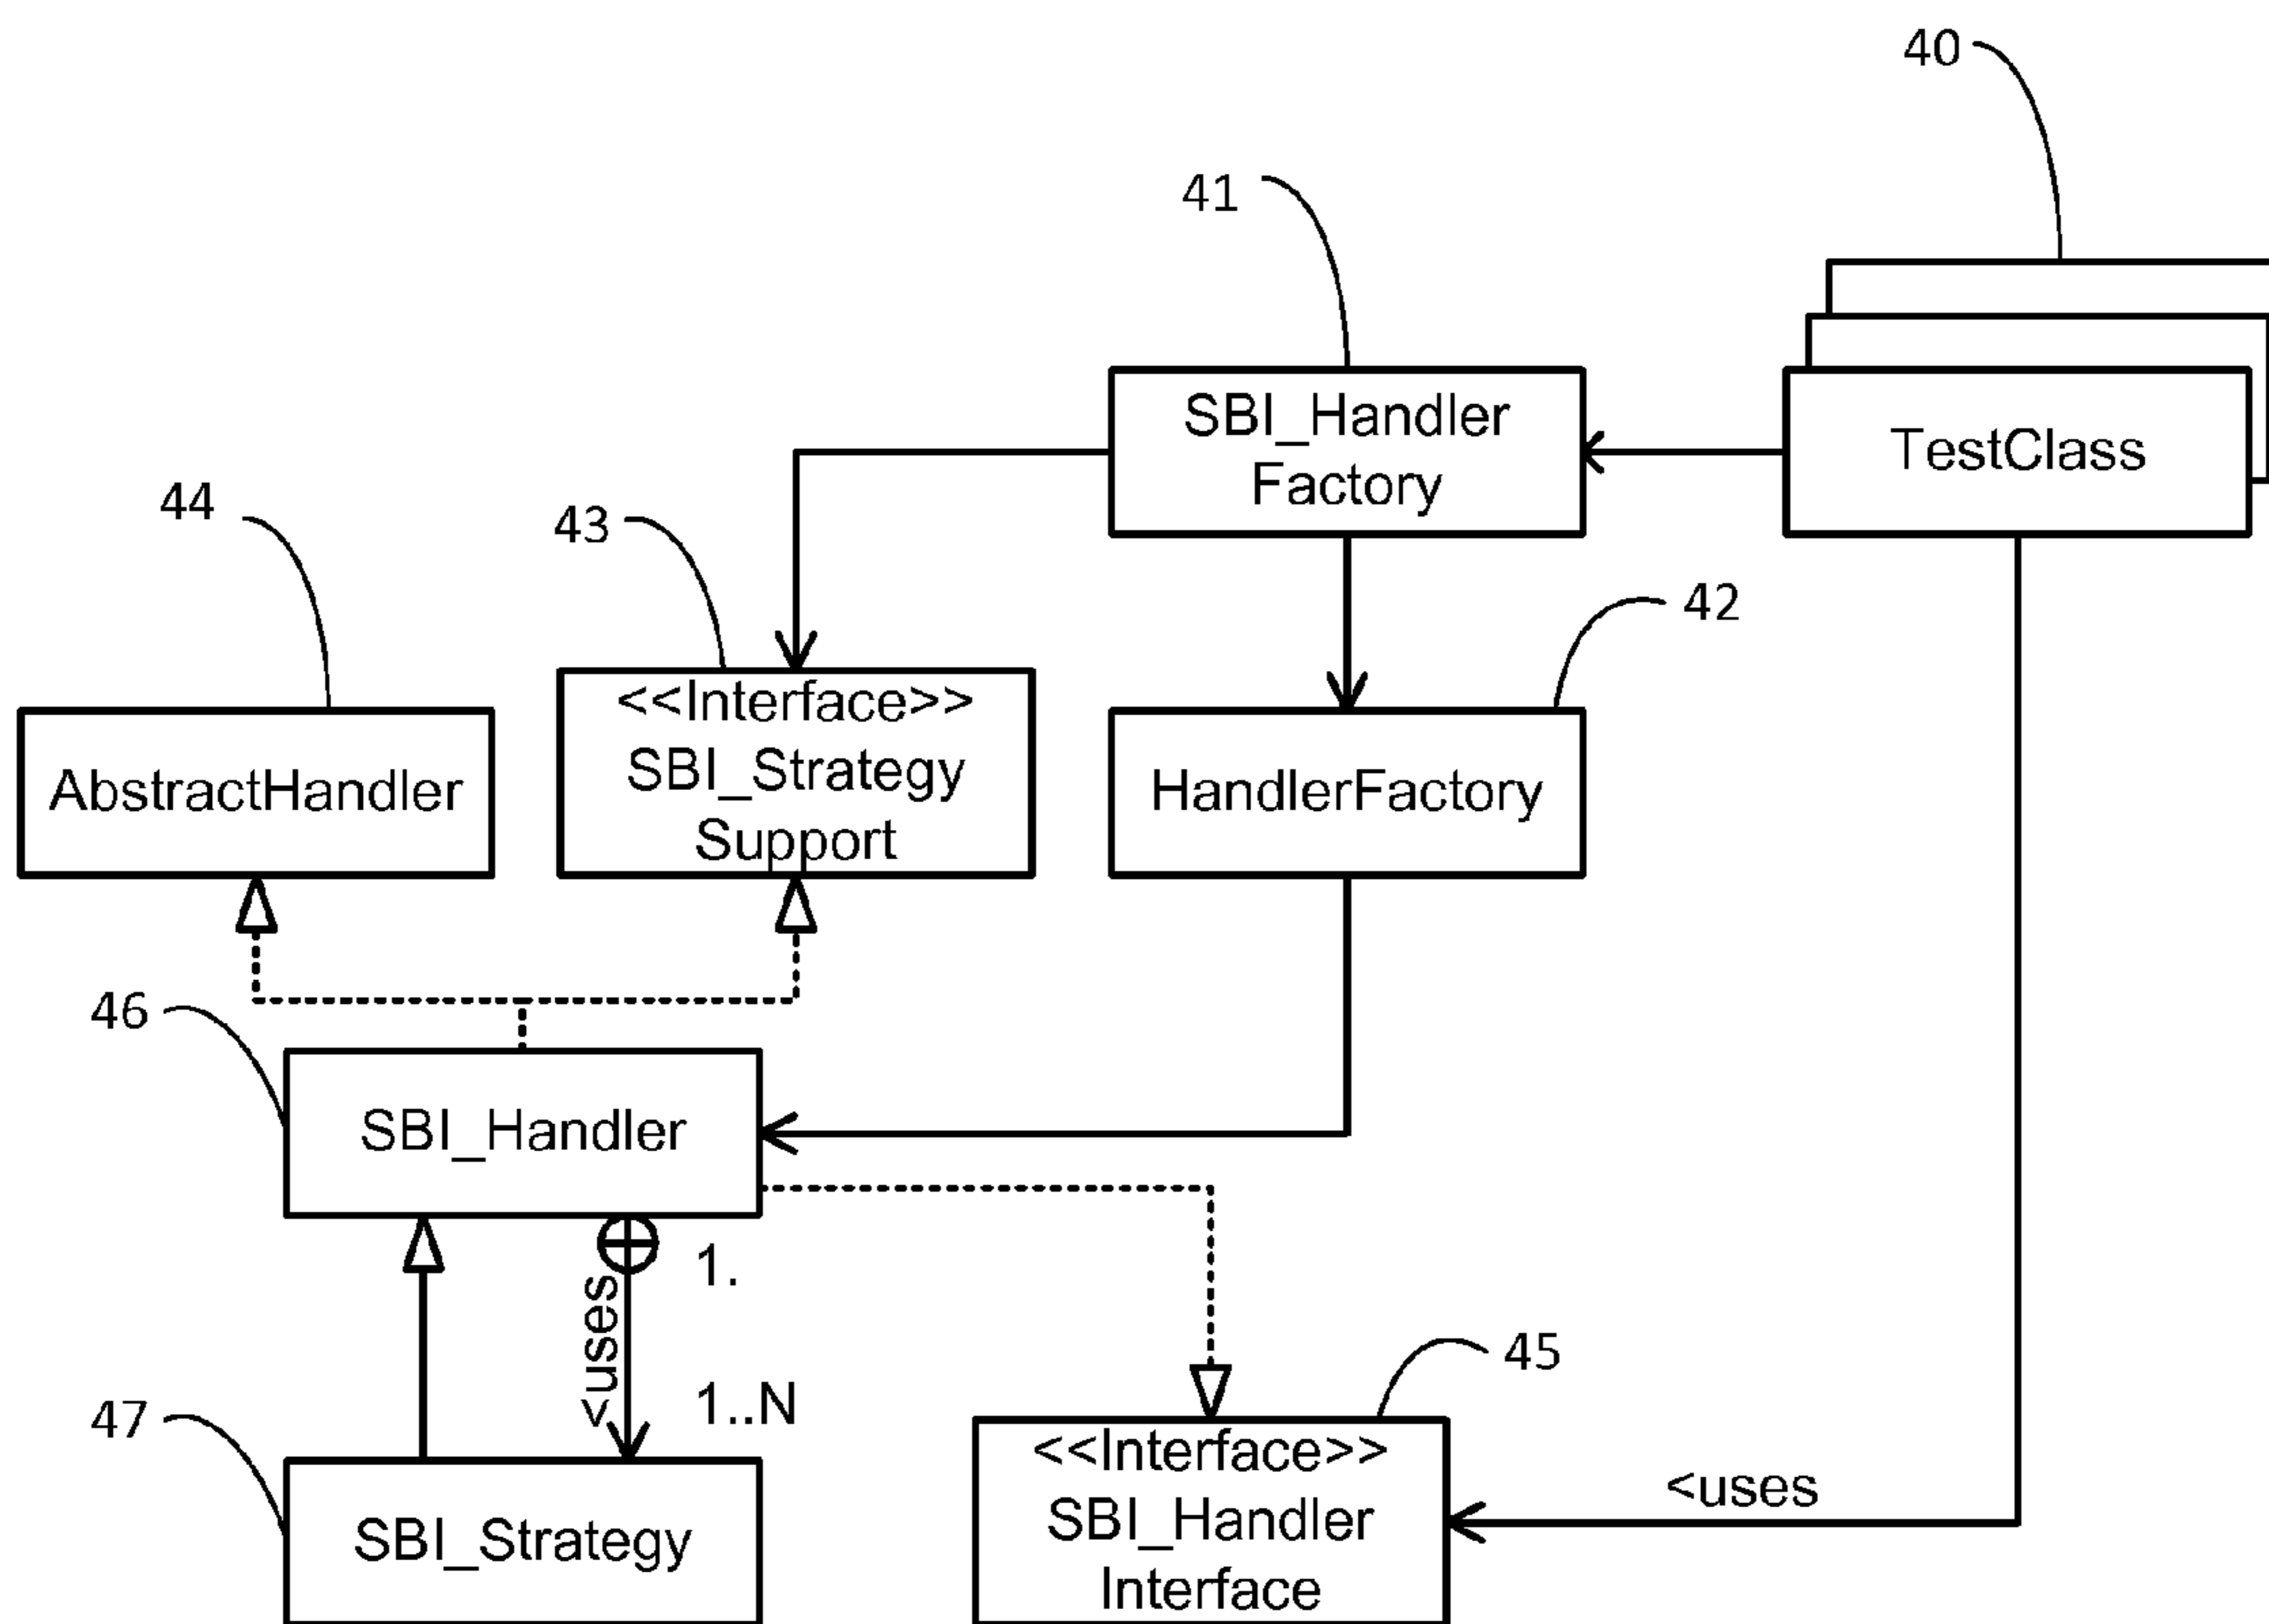 40
41
SBI_Handler
Factory
TestClass
44
43
42
<<Interface>>
SBI_Strategy
Support
AbstractHandler
HandlerFactory
46
SBI_Handler
1.
<uses
1..N
45
47
SBI_Strategy
<<Interface>>
SBI_Handler
Interface
<uses